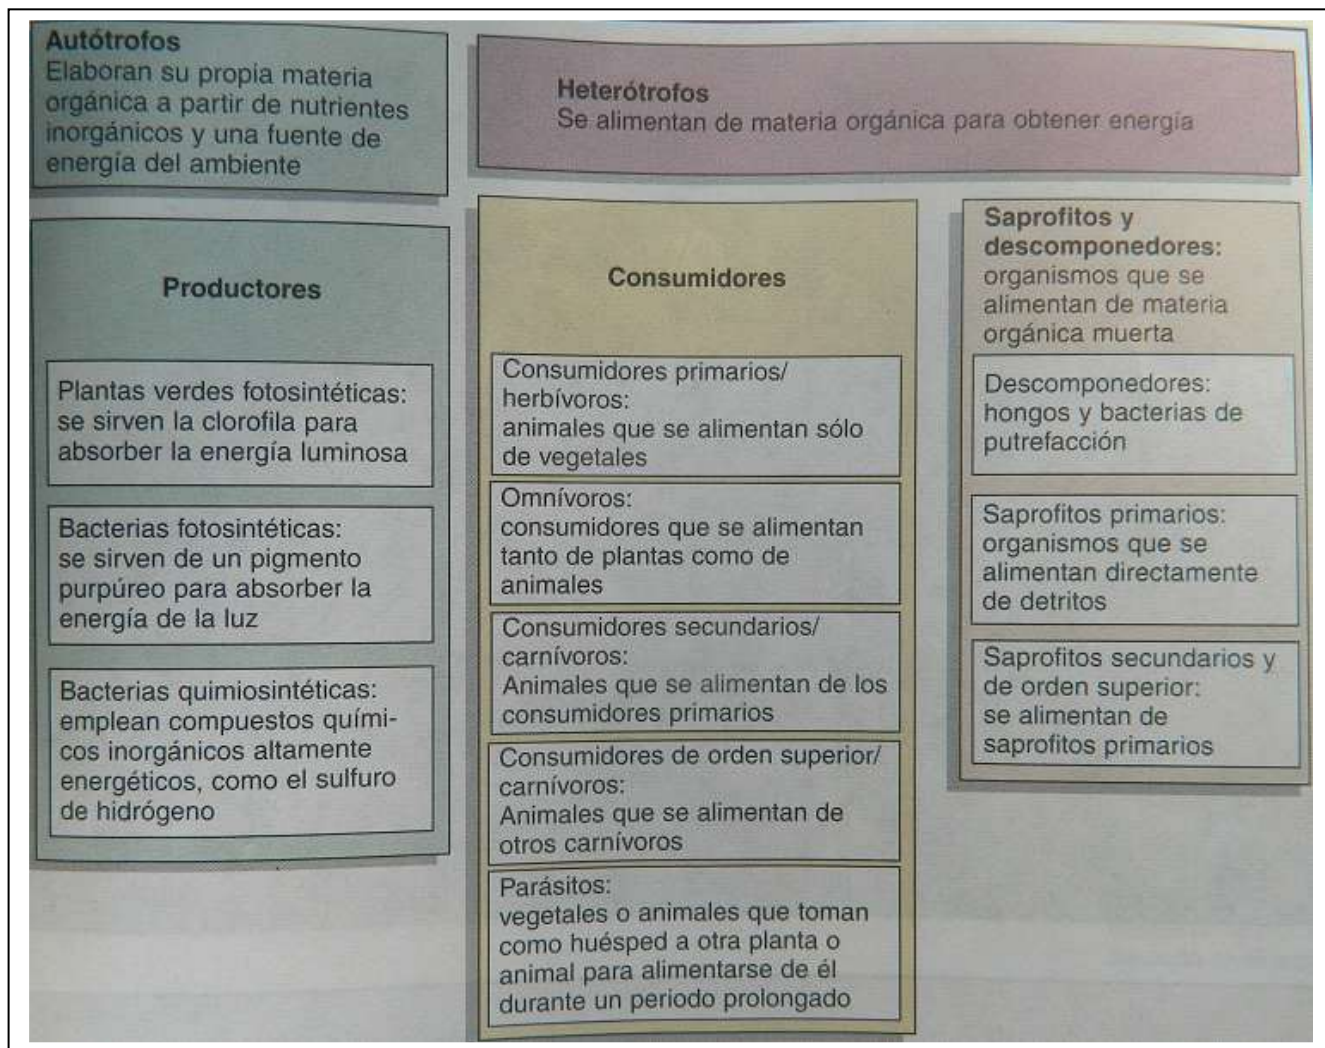 Autótrofos
Elaboran su propia materia
orgánica a partir de nutrientes
inorgánicos y una fuente de
energía del ambiente
Heterótrofos
Se alimentan de materia orgánica para obtener energía
Productores
Plantas verdes fotosintéticas:
se sirven la clorofila para
absorber la energía luminosa
Bacterias fotosintéticas:
se sirven de un pigmento
purpúreo para absorber la
energía de la luz
Bacterias quimiosintéticas:
emplean compuestos quími-
cos inorgánicos altamente
energéticos, como el sulfuro
de hidrógeno
Consumidores
Consumidores primarios/
herbívoros:
animales que se alimentan sólo
de vegetales
Omnívoros:
consumidores que se alimentan
tanto de plantas como de
animales
Consumidores secundarios/
carnívoros:
Animales que se alimentan de los
consumidores primarios
Consumidores de orden superior/
carnívoros:
Animales que se alimentan de
otros carnívoros
Parásitos:
vegetales o animales que toman
como huésped a otra planta o
animal para alimentarse de él
durante un periodo prolongado
Saprofitos y
descomponedores:
organismos que se
alimentan de materia
orgánica muerta
Descomponedores:
hongos y bacterias de
putrefacción
Saprofitos primarios:
organismos que se
alimentan directamente
de detritos
Saprofitos secundarios y
de orden superior:
se alimentan de
saprofitos primarios